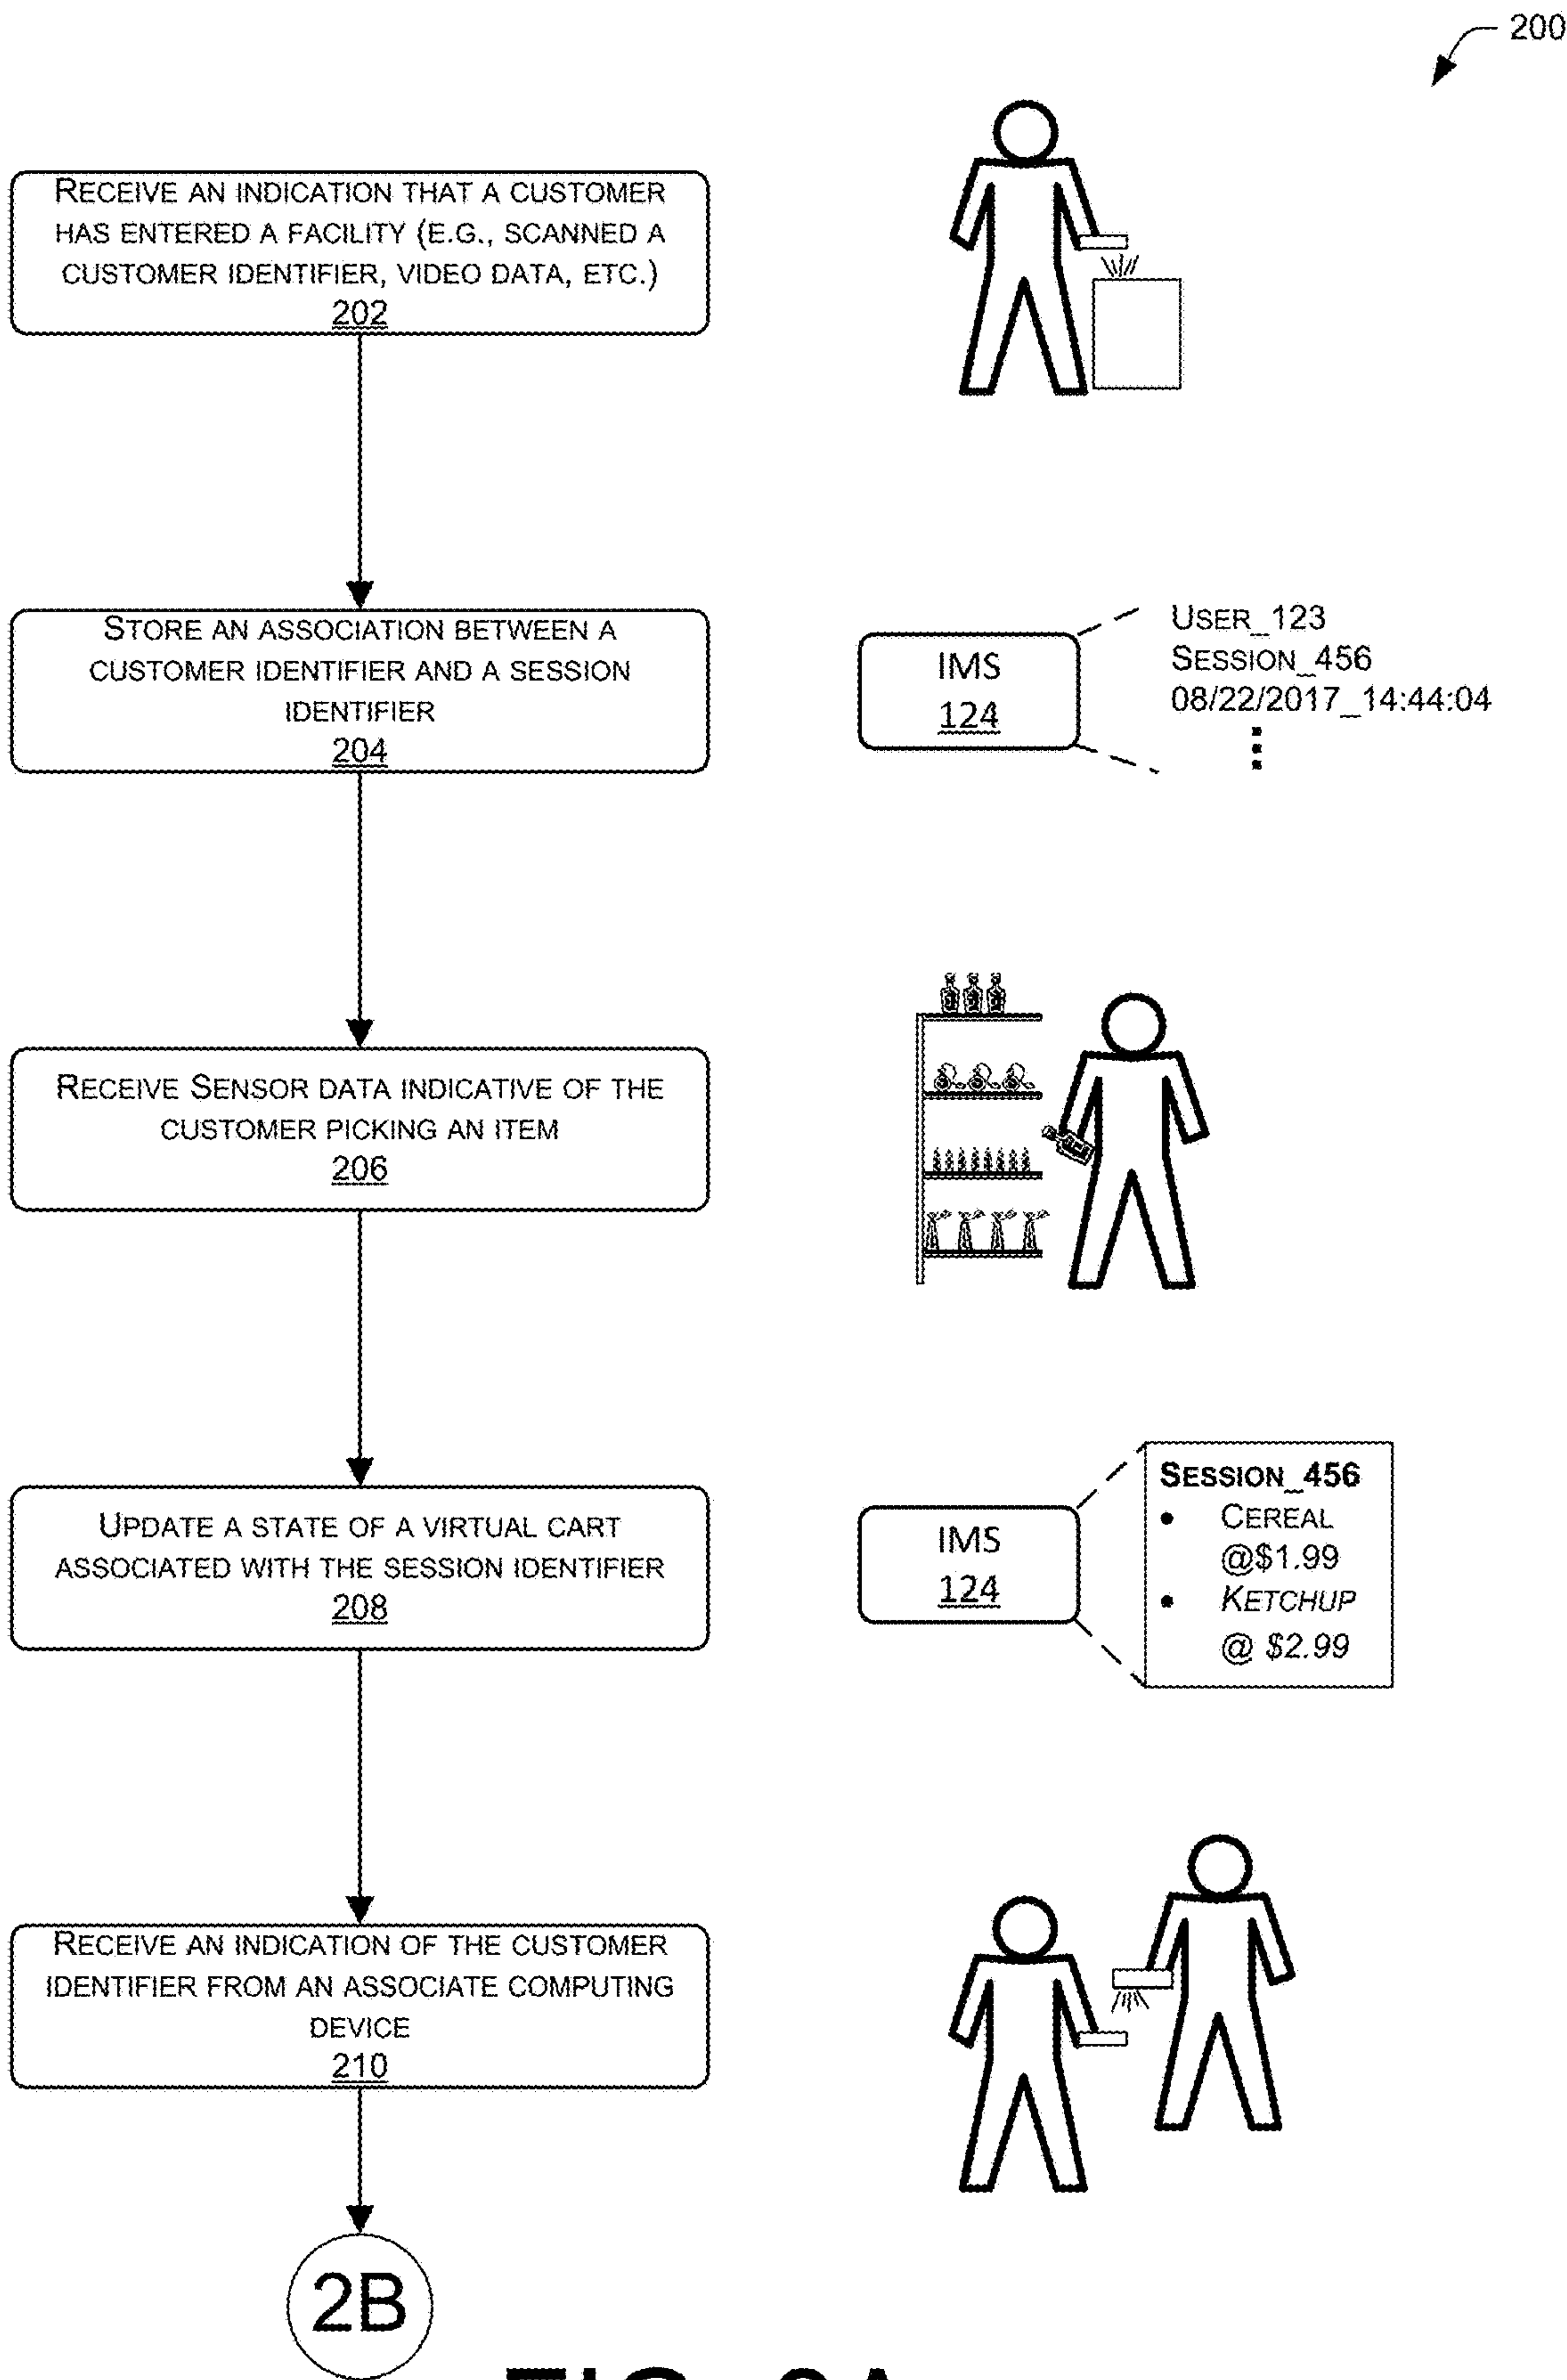 200
RECEIVE AN INDICATION THAT A CUSTOMER
HAS ENTERED A FACILITY (E.G., SCANNED A
CUSTOMER IDENTIFIER, VIDEO DATA, ETC.)
202
STORE AN ASSOCIATION BETWEEN A
CUSTOMER IDENTIFIER AND A SESSION
IDENTIFIER
204
IMS
124
USER_123
SESSION_456
08/22/2017_14:44:04
RECEIVE SENSOR DATA INDICATIVE OF THE
CUSTOMER PICKING AN ITEM
206
UPDATE A STATE OF A VIRTUAL CART
ASSOCIATED WITH THE SESSION IDENTIFIER
208
IMS
124
SESSION_456
• CEREAL
@$1.99
• KETCHUP
@ $2.99
RECEIVE AN INDICATION OF THE CUSTOMER
IDENTIFIER FROM AN ASSOCIATE COMPUTING
DEVICE
210
2B